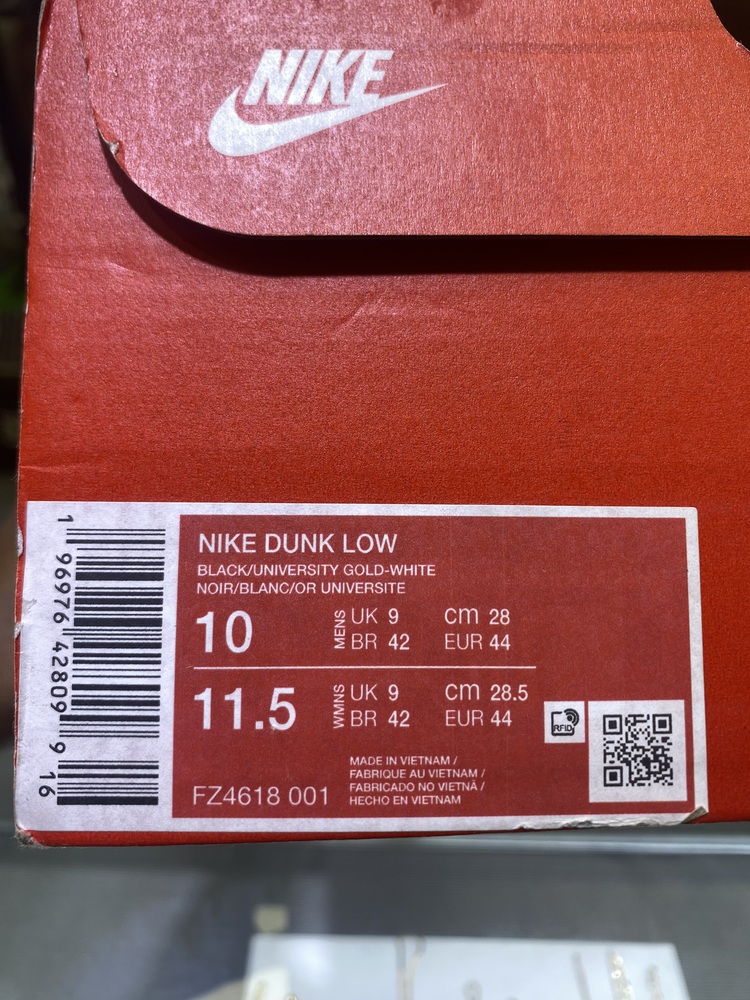 NIKE
NIKE DUNK LOW
BLACK/UNIVERSITY GOLD-WHITE
NOIR/BLANC/OR UNIVERSITE
10
MENS
UK 9 cm 28
BR 42 EUR 44
11.5
WMNS
UK 9 cm 28.5
BR 42 EUR 44
RFID
MADE IN VIETNAM /
FABRIQUE AU VIETNAM /
FABRICADO NO VIETNÃ /
HECHO EN VIETNAM
FZ4618 001
1 96976 42809 9 16